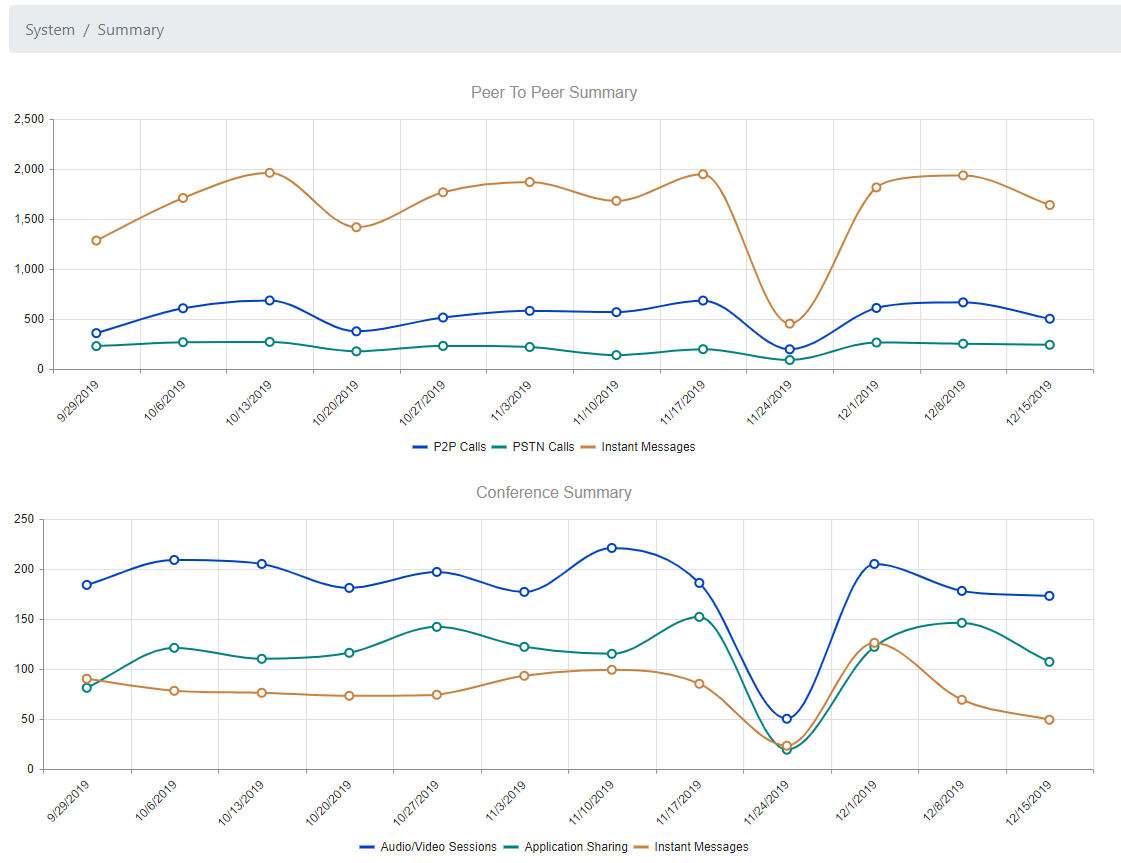 System / Summary
Peer To Peer Summary
2,500
2,000
1,500
1,000
500
0
9/29/2019 10/6/2019 10/13/2019 10/20/2019 10/27/2019 11/3/2019 11/10/2019 11/17/2019 11/24/2019 12/1/2019 12/8/2019 12/15/2019
P2P Calls PSTN Calls Instant Messages
Conference Summary
250
200
150
100
50
0
9/29/2019 10/6/2019 10/13/2019 10/20/2019 10/27/2019 11/3/2019 11/10/2019 11/17/2019 11/24/2019 12/1/2019 12/8/2019 12/15/2019
Audio/Video Sessions Application Sharing Instant Messages